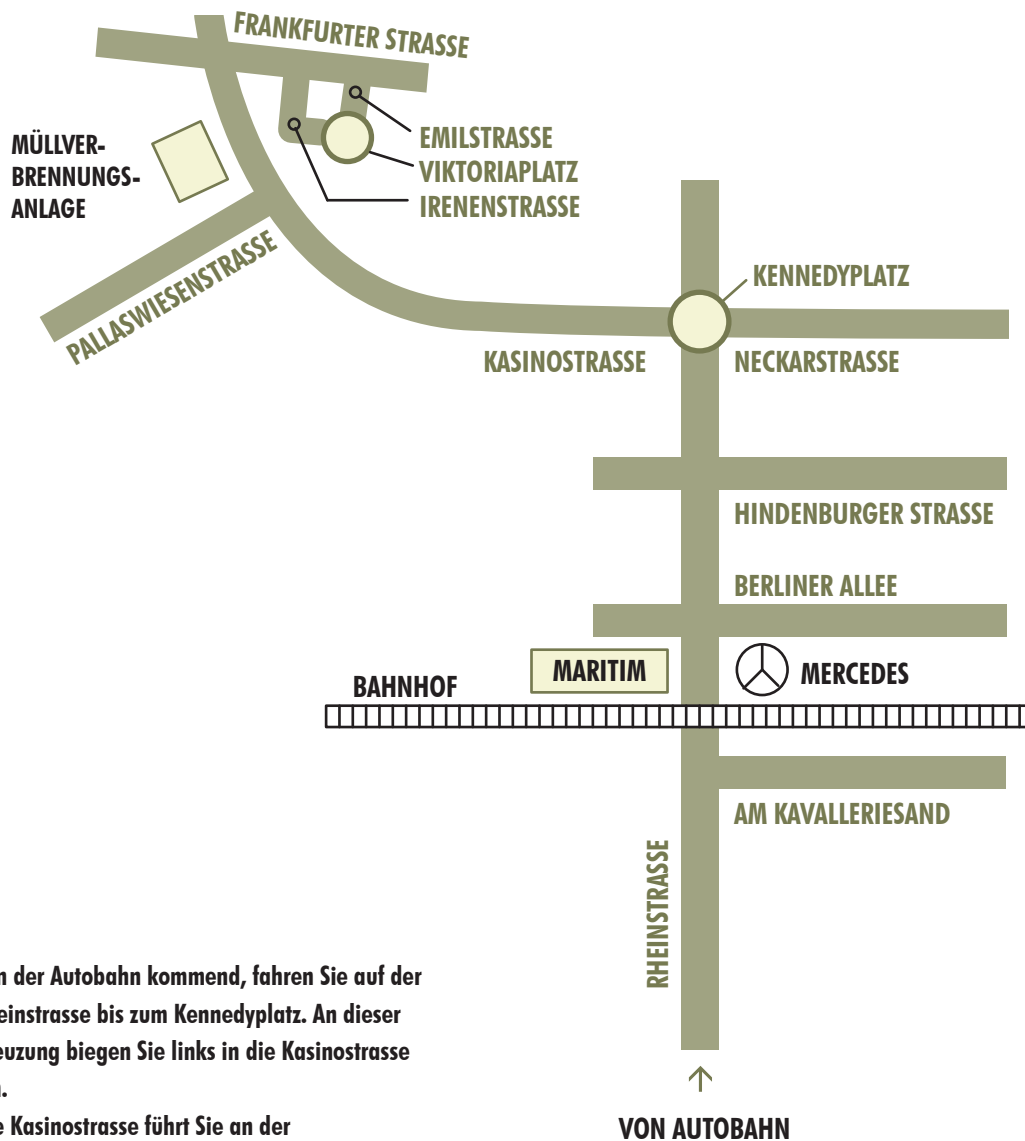 FRANKFURTER STRASSE
MÜLLVER-
BRENNUNGS-
ANLAGE
EMILSTRASSE
VIKTORIAPLATZ
IRENENSTRASSE
PALLASWIESENSTRASSE
KENNEDYPLATZ
KASINOSTRASSE
NECKARSTRASSE
HINDENBURGER STRASSE
BERLINER ALLEE
MARITIM
MERCEDES
BAHNHOF
AM KAVALLERIESAND
RHEINSTRASSE
n der Autobahn kommend, fahren Sie auf der
einstrasse bis zum Kennedyplatz. An dieser
euzung biegen Sie links in die Kasinostrasse
n.
e Kasinostrasse führt Sie an der
VON AUTOBAHN